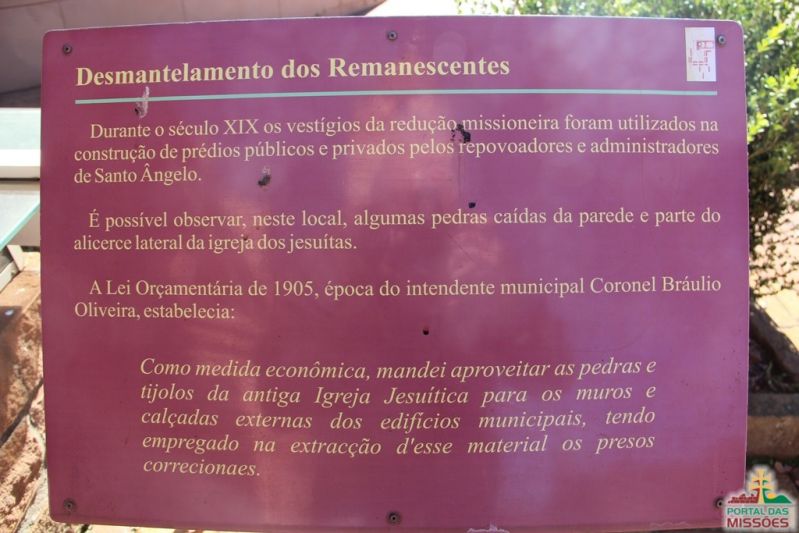 Desmantelamento dos Remanescentes
Durante o século XIX os vestígios da redução missioneira foram utilizados na
construção de prédios públicos e privados pelos repovoadores e administradores
de Santo Ângelo.
É possível observar, neste local, algumas pedras caídas da parede e parte do
alicerce lateral da igreja dos jesuítas.
A Lei Orçamentária de 1905, época do intendente municipal Coronel Bráulio
Oliveira, estabelecia:
Como medida econômica, mandei aproveitar as pedras e
tijolos da antiga Igreja Jesuítica para os muros e
calçadas externas dos edifícios municipais, tendo
empregado na extracção d'esse material os presos
correcionaes.
PORTAL DAS
MISSÕES